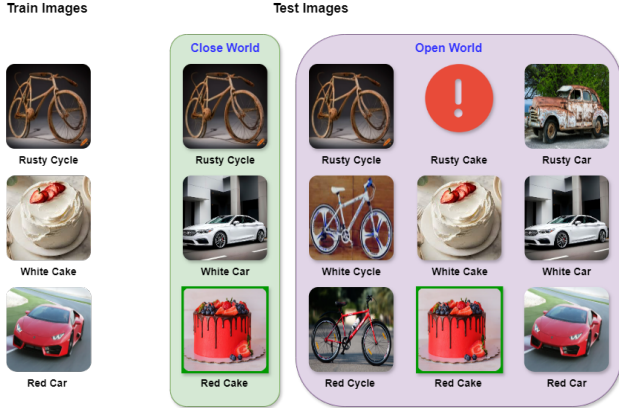 Train Images
Test Images
Close World
Open World
Rusty Cycle
Rusty Cycle
Rusty Cycle
Rusty Cake
Rusty Car
White Cake
White Car
White Cycle
White Cake
White Car
Red Car
Red Cake
Red Cycle
Red Cake
Red Car